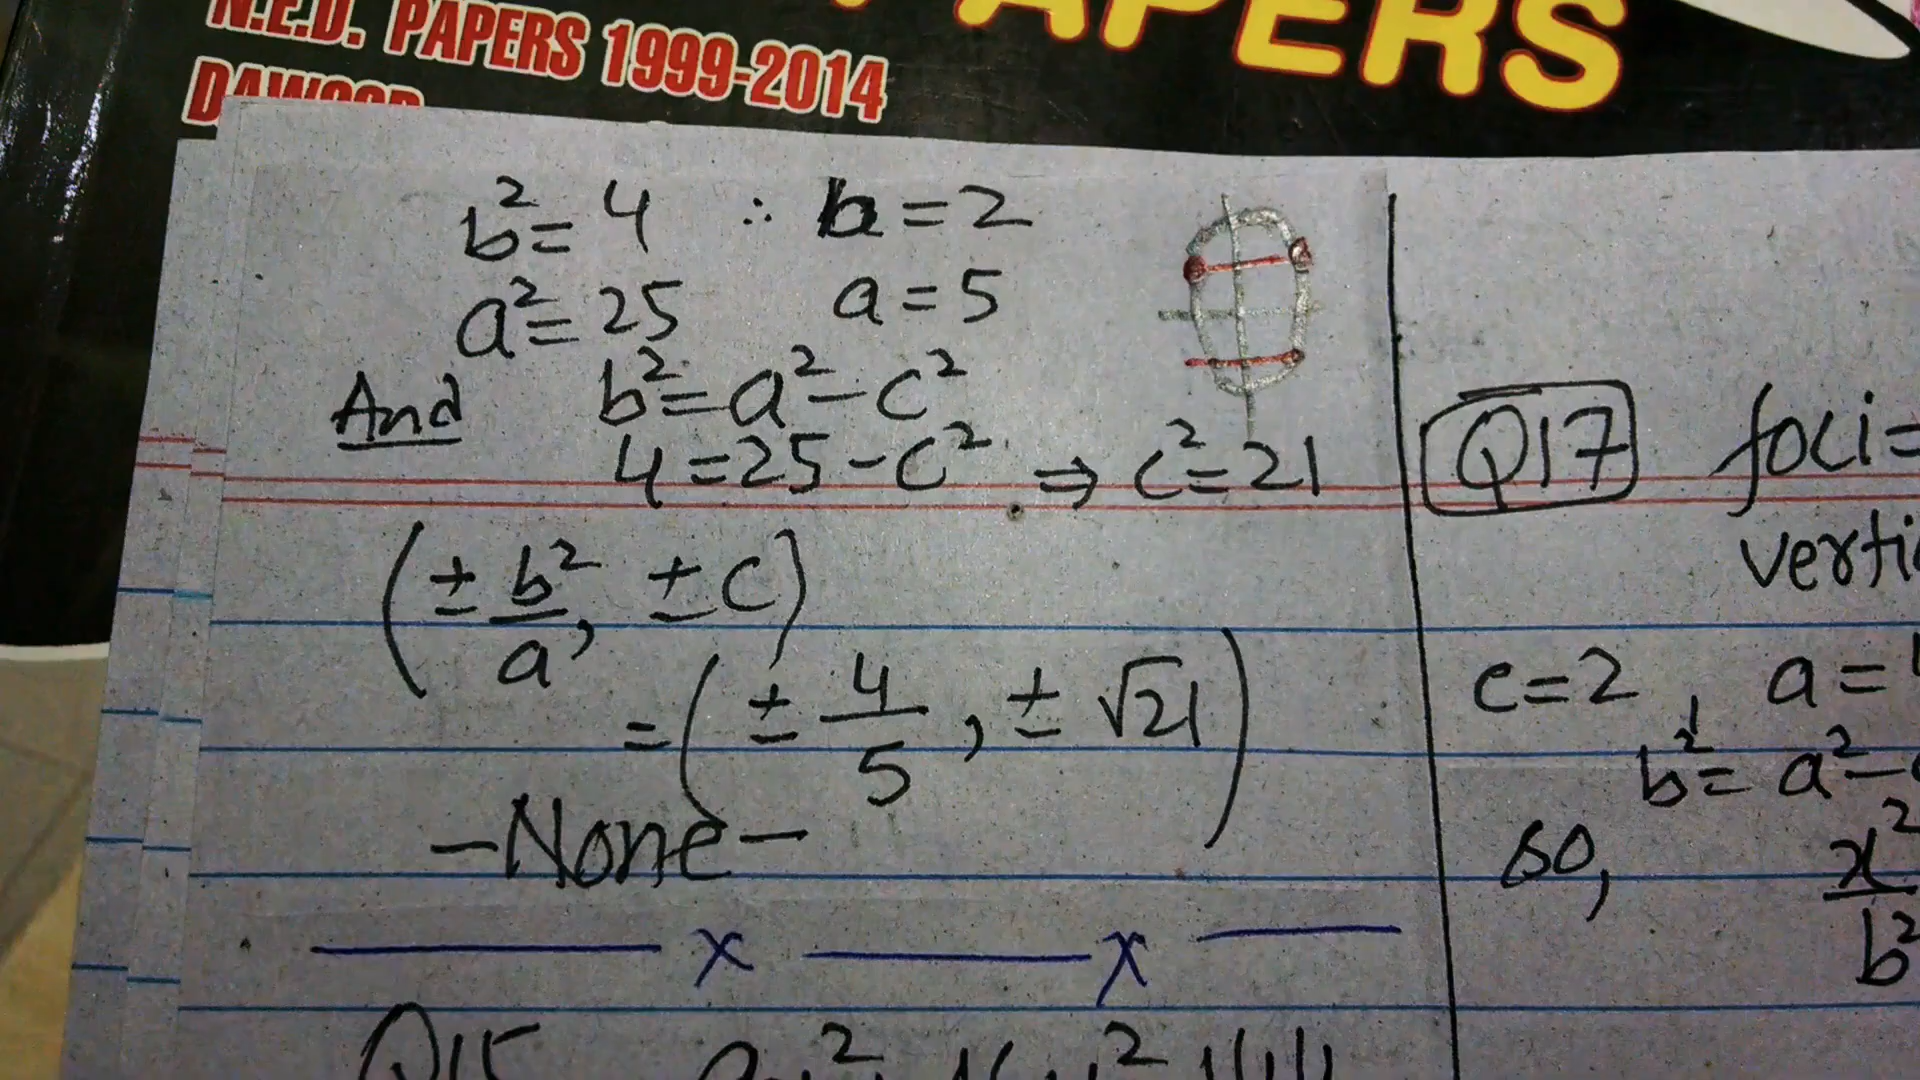 N.E.D. PAPERS 1999-2014
PAPERS
b² = 4 ∴ b = 2
a² = 25 a = 5
And b² = a² - c²
4 = 25 - c² ⇒ c² = 21
(± b²/a, ± c)
= (± 4/5, ± √21)
- None -
x x
Q15
Q17 foci =
c = 2, a =
b² = a² -
so, x²
b²